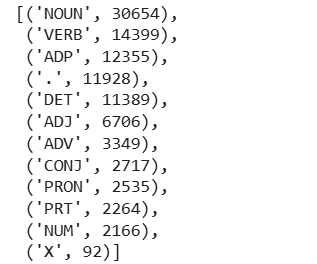 [('NOUN', 30654),
('VERB', 14399),
('ADP', 12355),
('.', 11928),
('DET', 11389),
('ADJ', 6706),
('ADV', 3349),
('CONJ', 2717),
('PRON', 2535),
('PRT', 2264),
('NUM', 2166),
('X', 92)]